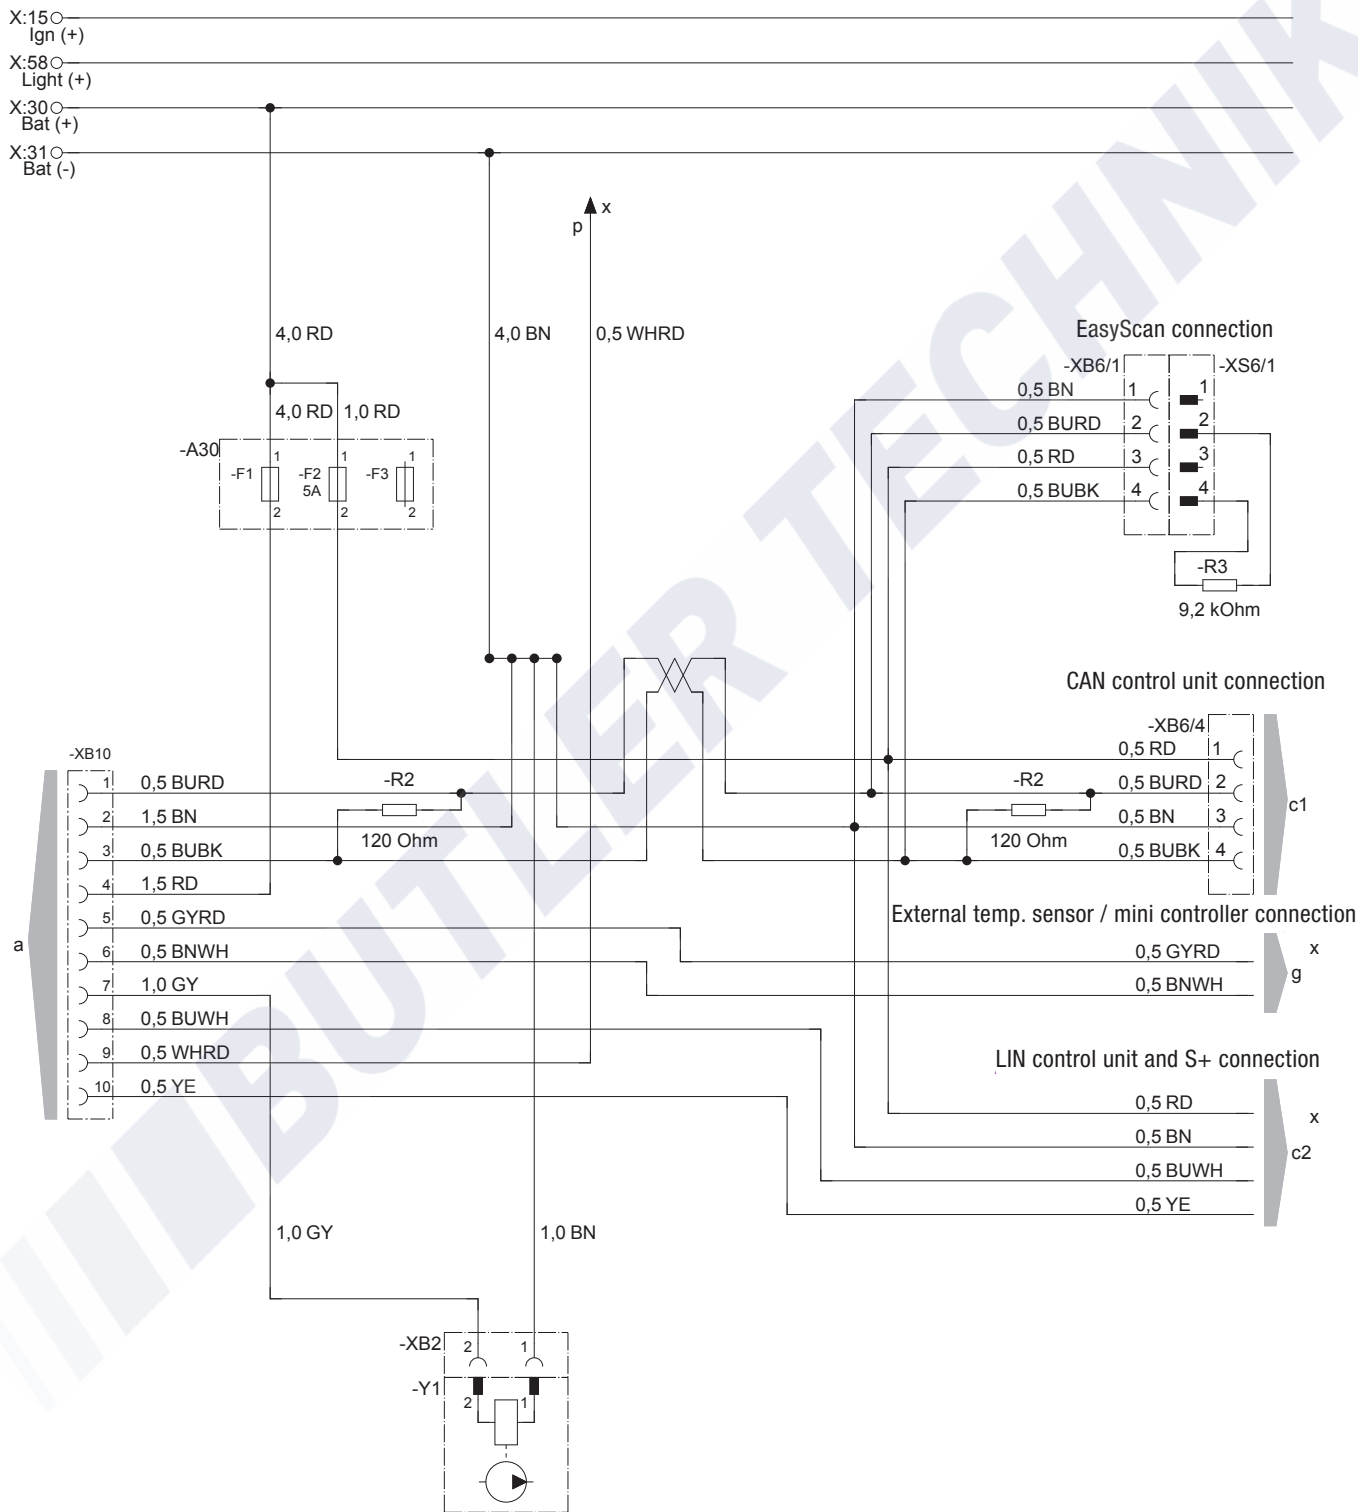 X:15
Ign (+)
X:58
Light (+)
X:30
Bat (+)
X:31
Bat (-)
x
p
4,0 RD
4,0 BN
0,5 WHRD
EasyScan connection
-XB6/1
-XS6/1
0,5 BN
1
1
0,5 BURD
2
2
0,5 RD
3
3
0,5 BUBK
4
4
-R3
9,2 kOhm
4,0 RD
1,0 RD
-A30
-F1
1
2
-F2
5A
1
2
-F3
1
2
CAN control unit connection
-XB6/4
0,5 RD
1
0,5 BURD
2
0,5 BN
3
0,5 BUBK
4
c1
-R2
120 Ohm
-R2
120 Ohm
-XB10
a
1
0,5 BURD
2
1,5 BN
3
0,5 BUBK
4
1,5 RD
5
0,5 GYRD
6
0,5 BNWH
7
1,0 GY
8
0,5 BUWH
9
0,5 WHRD
10
0,5 YE
External temp. sensor / mini controller connection
0,5 GYRD
x
g
0,5 BNWH
LIN control unit and S+ connection
0,5 RD
x
0,5 BN
c2
0,5 BUWH
0,5 YE
1,0 GY
1,0 BN
-XB2
2
1
-Y1
2
1
BUTLER TECHNIK